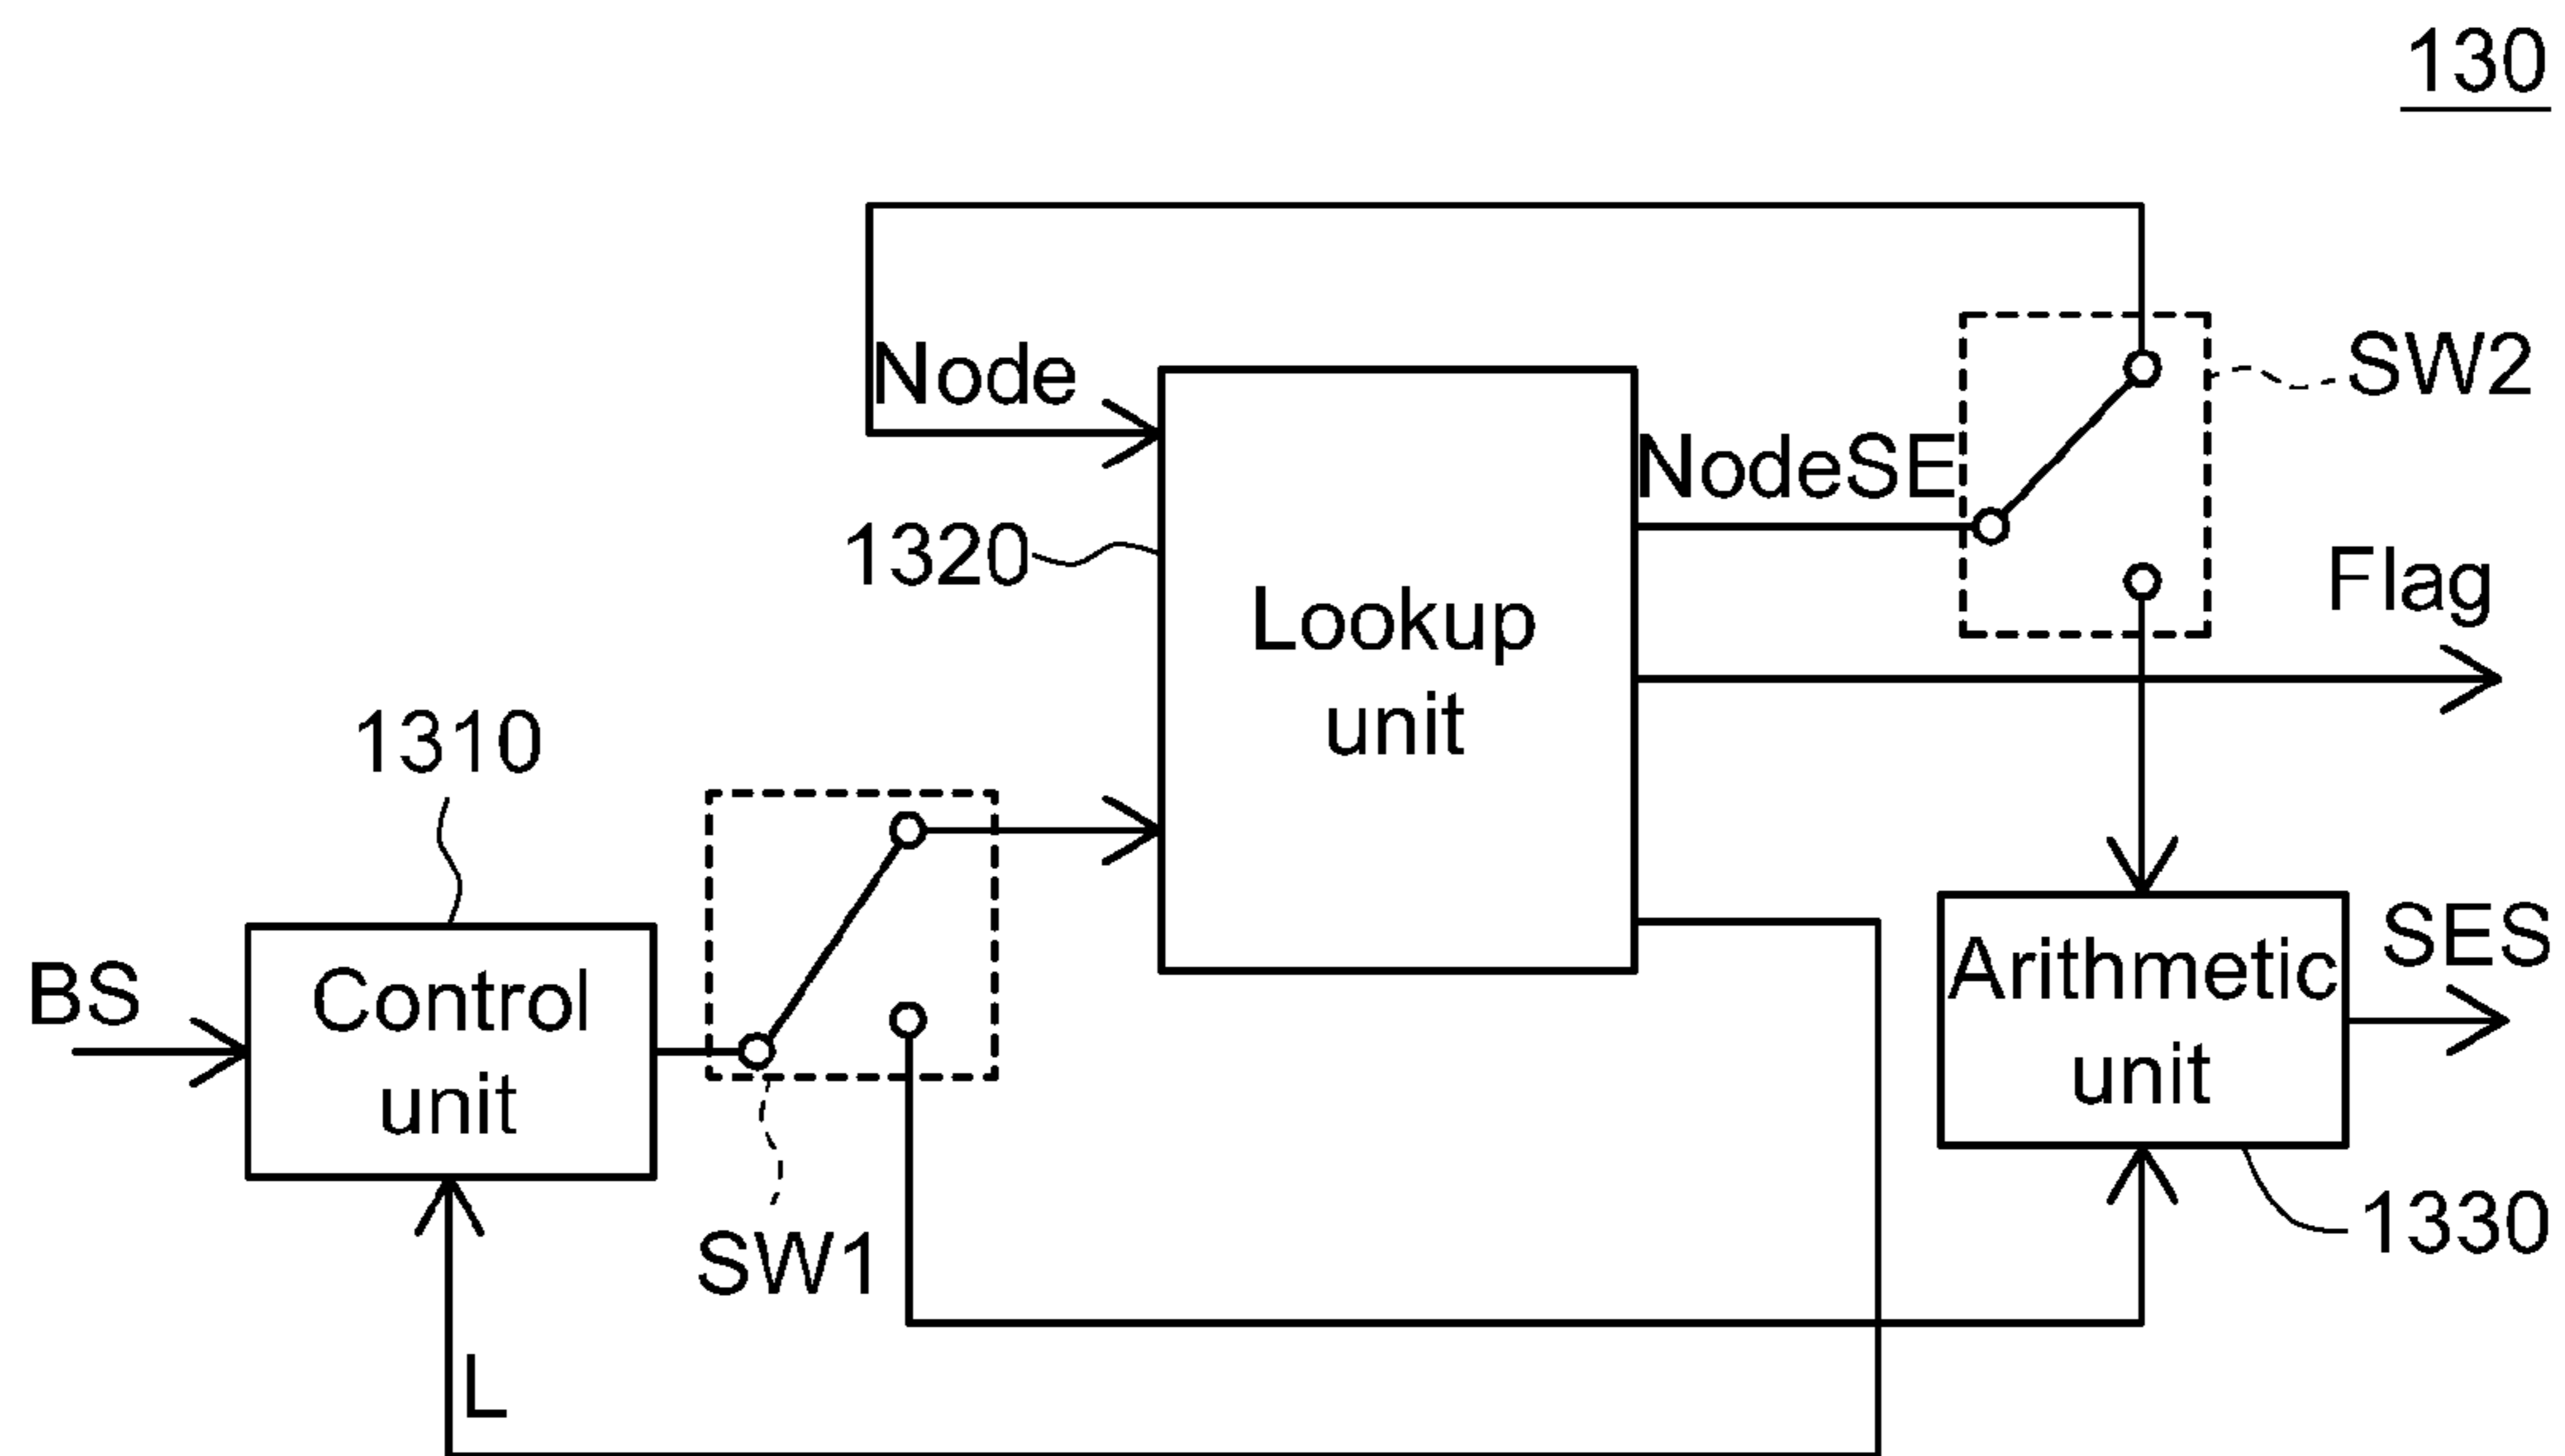 130
Node
SW2
NodeSE
1320
Flag
Lookup
unit
1310
BS
Control
unit
Arithmetic
unit
SES
SW1
1330
L